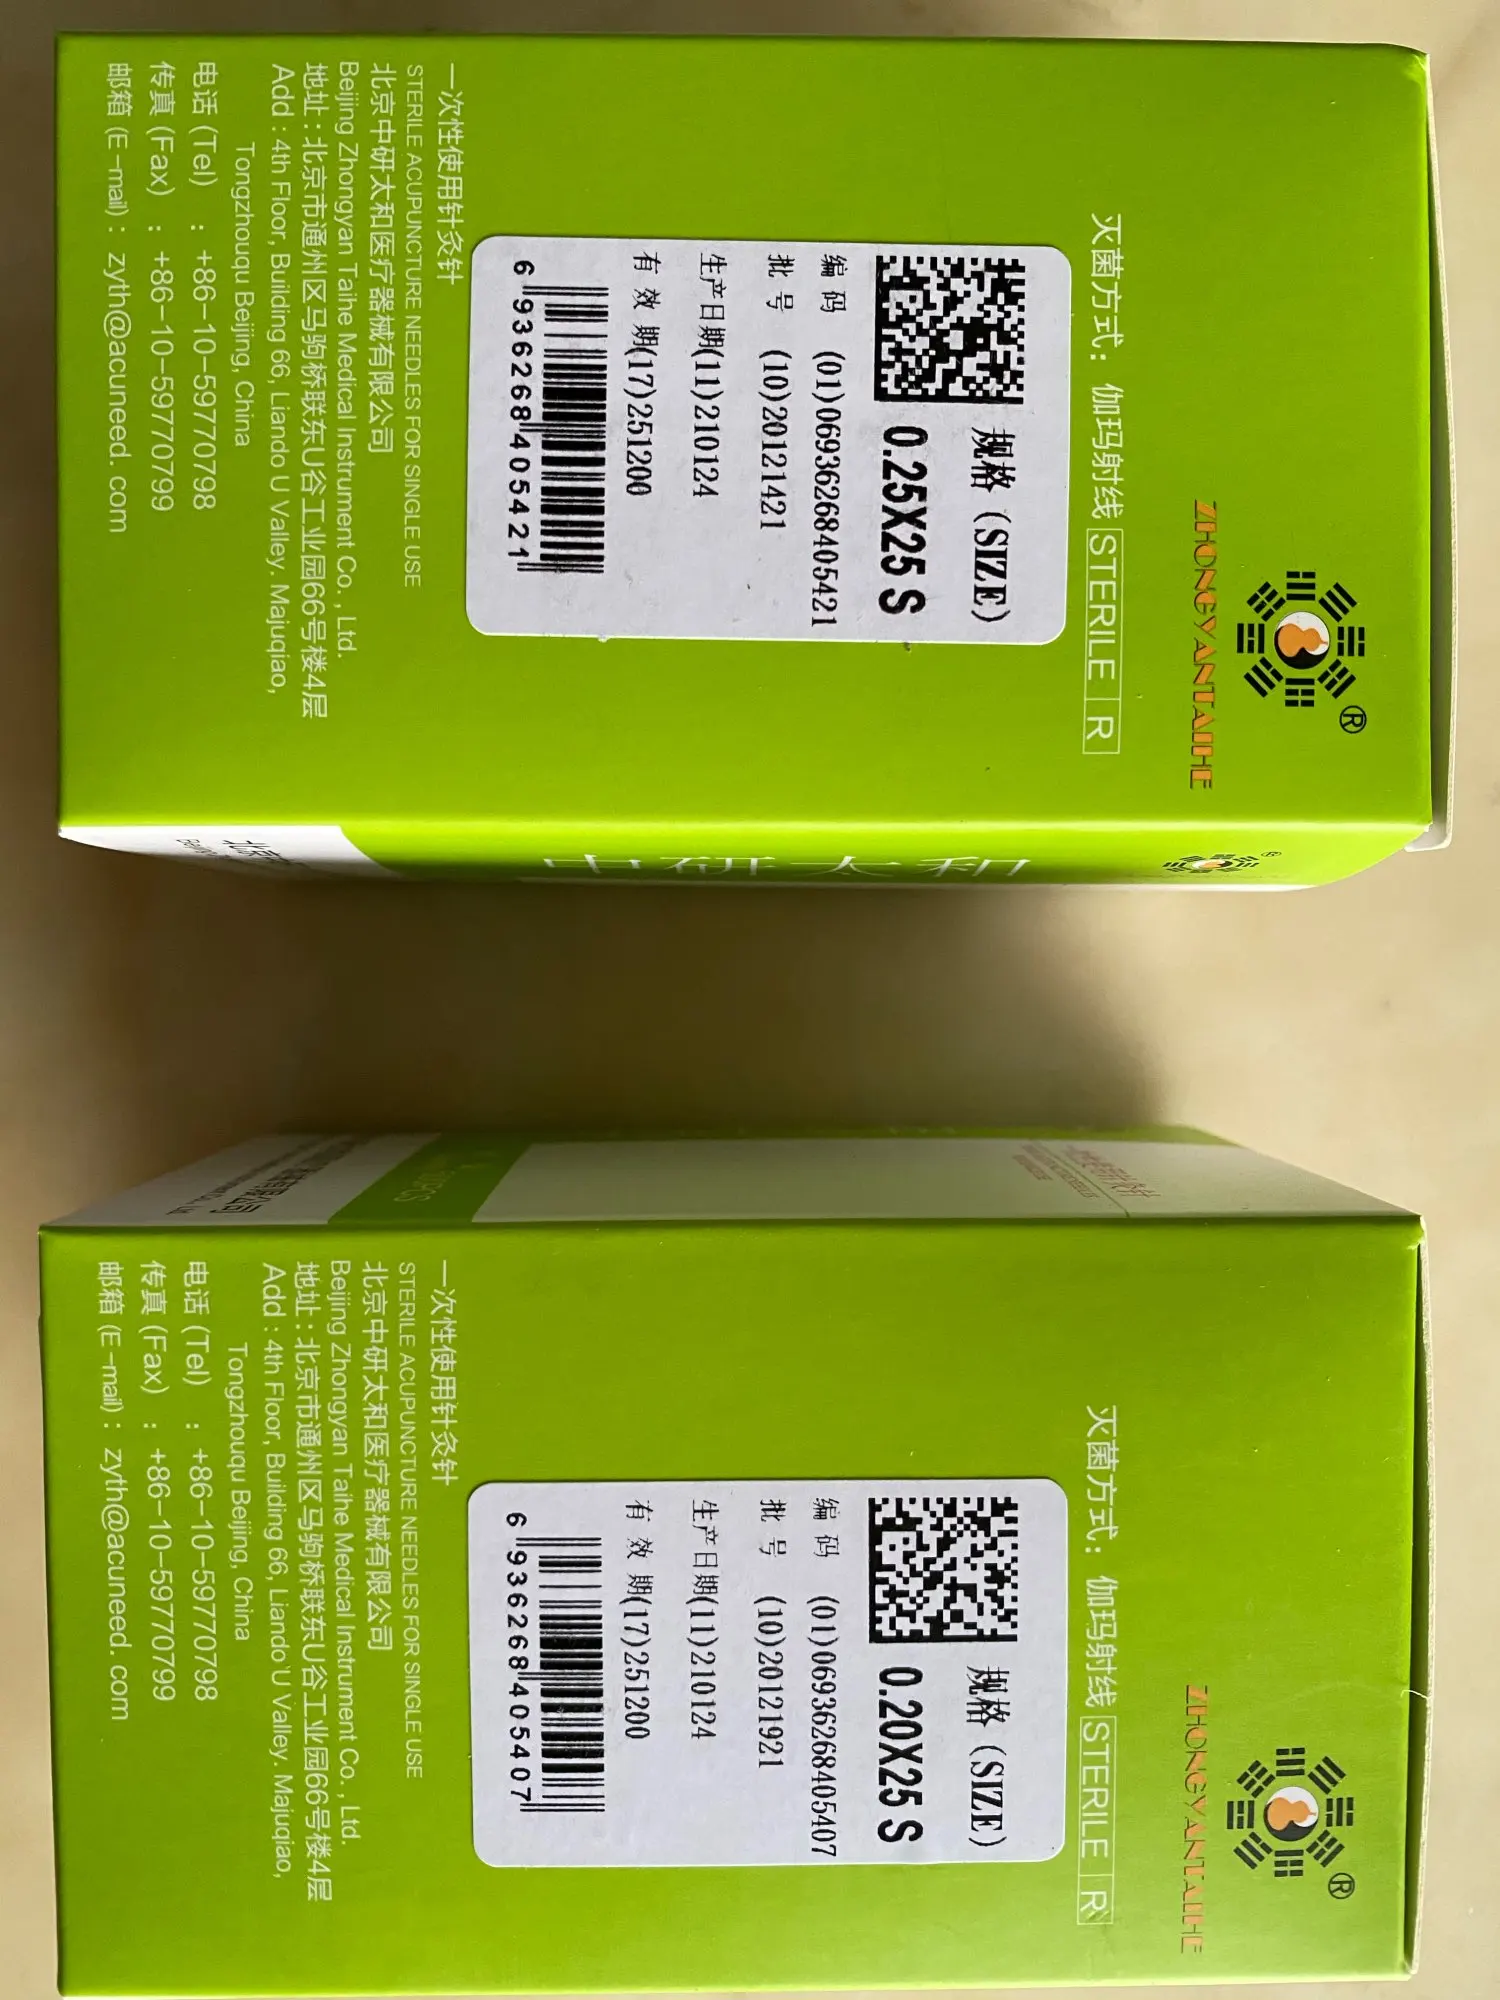 ZHONGYANTAIHE
®
灭菌方式：伽玛射线 STERILE R
规格 (SIZE)
0.25X25 S
编 码 (01)06936268405421
批 号 (10)20121421
生产日期(11)210124
有 效 期(17)251200
6 936268 405421
一次性使用针灸针
STERILE ACUPUNCTURE NEEDLES FOR SINGLE USE
北京中研太和医疗器械有限公司
Beijing Zhongyan Taihe Medical Instrument Co. , Ltd.
地址 : 北京市通州区马驹桥联东U谷工业园66号楼4层
Add : 4th Floor, Building 66, Liando U Valley. Majuqiao,
Tongzhouqu Beijing, China
电话 (Tel) : +86-10-59770798
传真 (Fax) : +86-10-59770799
邮箱 (E-mail) : zyth@acuneed. com
中研太和
®
ZHONGYANTAIHE
®
灭菌方式：伽玛射线 STERILE R
规格 (SIZE)
0.20X25 S
编 码 (01)06936268405407
批 号 (10)20121921
生产日期(11)210124
有 效 期(17)251200
6 936268 405407
一次性使用针灸针
STERILE ACUPUNCTURE NEEDLES FOR SINGLE USE
北京中研太和医疗器械有限公司
Beijing Zhongyan Taihe Medical Instrument Co. , Ltd.
地址 : 北京市通州区马驹桥联东U谷工业园66号楼4层
Add : 4th Floor, Building 66, Liando U Valley. Majuqiao,
Tongzhouqu Beijing, China
电话 (Tel) : +86-10-59770798
传真 (Fax) : +86-10-59770799
邮箱 (E-mail) : zyth@acuneed. com
一次性使用针灸针